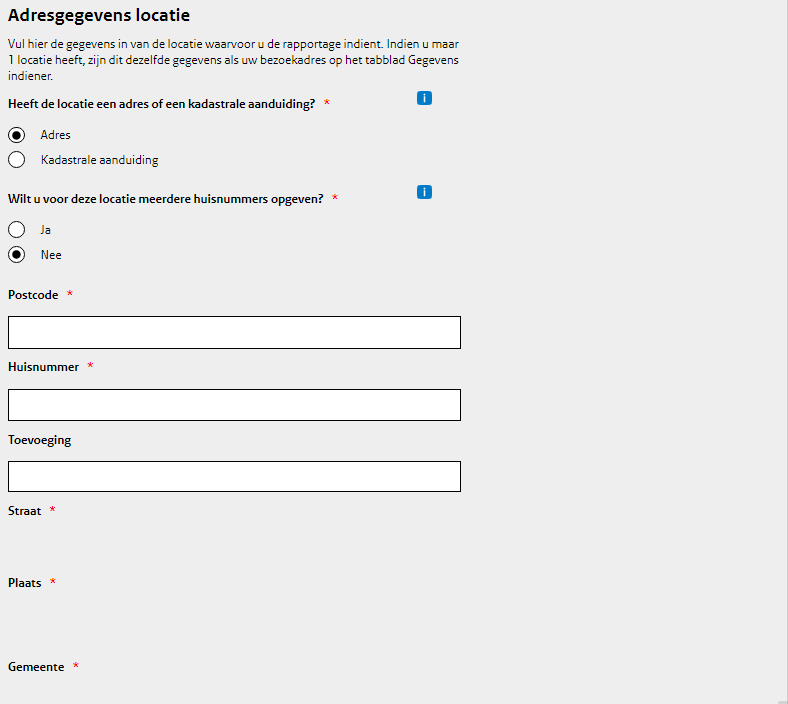 Adresgegevens locatie
Vul hier de gegevens in van de locatie waarvoor u de rapportage indient. Indien u maar
1 locatie heeft, zijn dit dezelfde gegevens als uw bezoekadres op het tabblad Gegevens
indiener.
Heeft de locatie een adres of een kadastrale aanduiding? * i
Adres
Kadastrale aanduiding
Wilt u voor deze locatie meerdere huisnummers opgeven? * i
Ja
Nee
Postcode *
Huisnummer *
Toevoeging
Straat *
Plaats *
Gemeente *